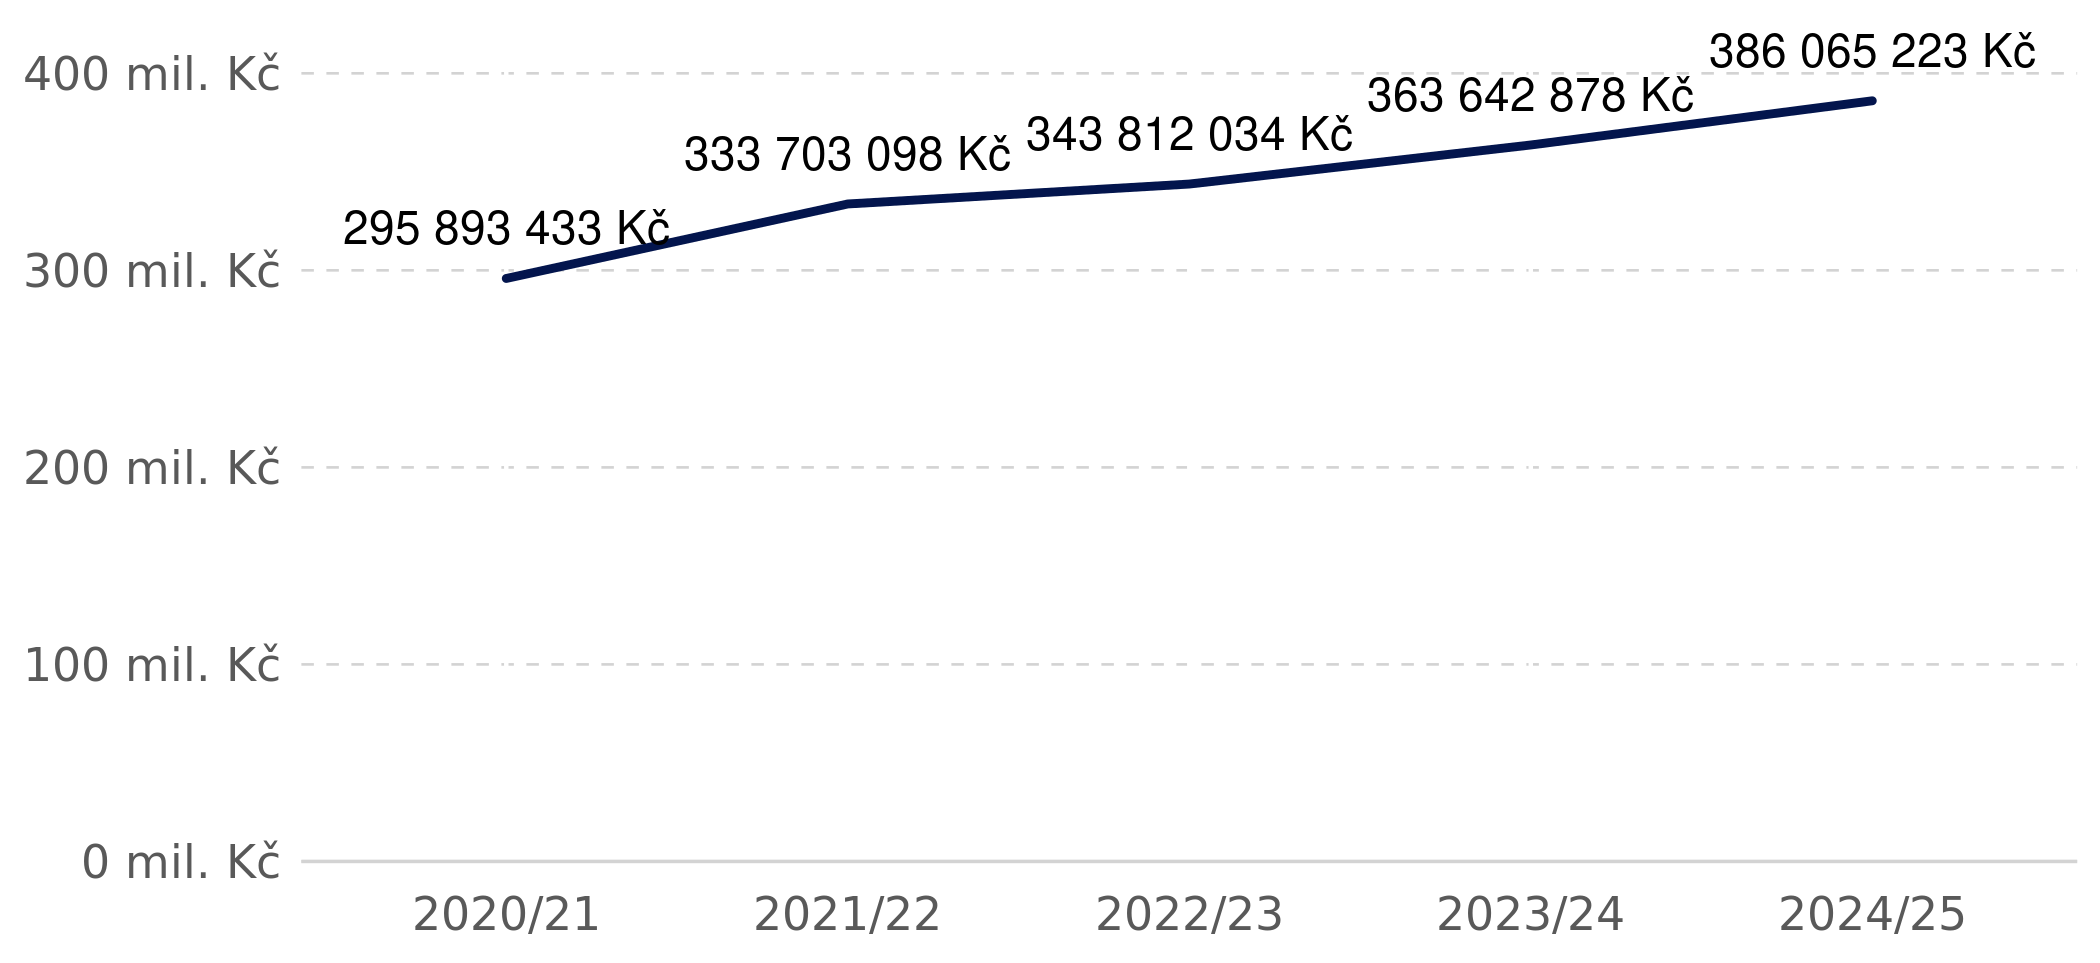 386 065 223 Kč
400 mil. Kč
363 642 878 Kč
343 812 034 Kč
333 703 098 Kč
295 893 433 Kč
300 mil. Kč
200 mil. Kč
100 mil. Kč
0 mil. Kč
2020/21 2021/22 2022/23 2023/24 2024/25